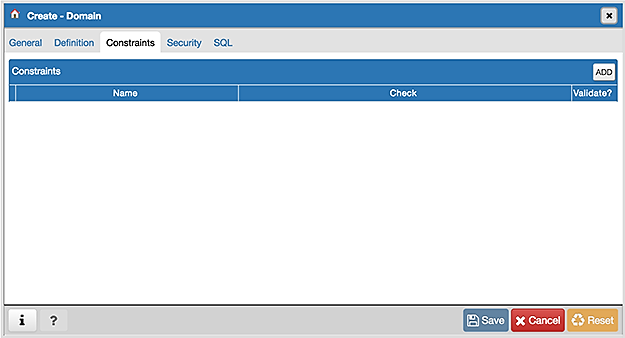 Create - Domain
General Definition Constraints Security SQL
Constraints ADD
Name Check Validate?
i ? Save Cancel Reset